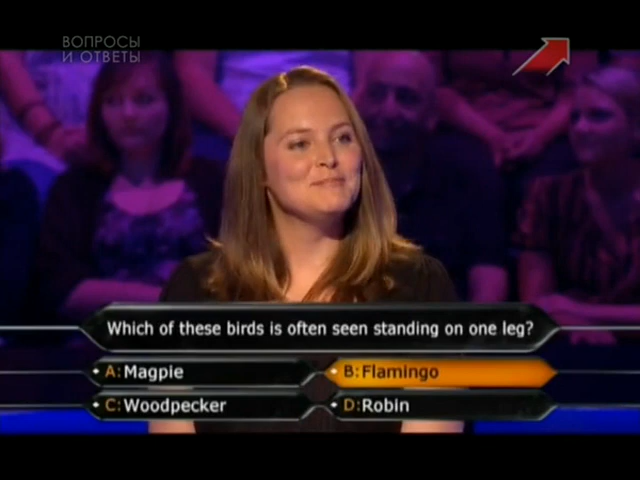 ВОПРОСЫ
И ОТВЕТЫ
Which of these birds is often seen standing on one leg?
A: Magpie
B: Flamingo
C: Woodpecker
D: Robin